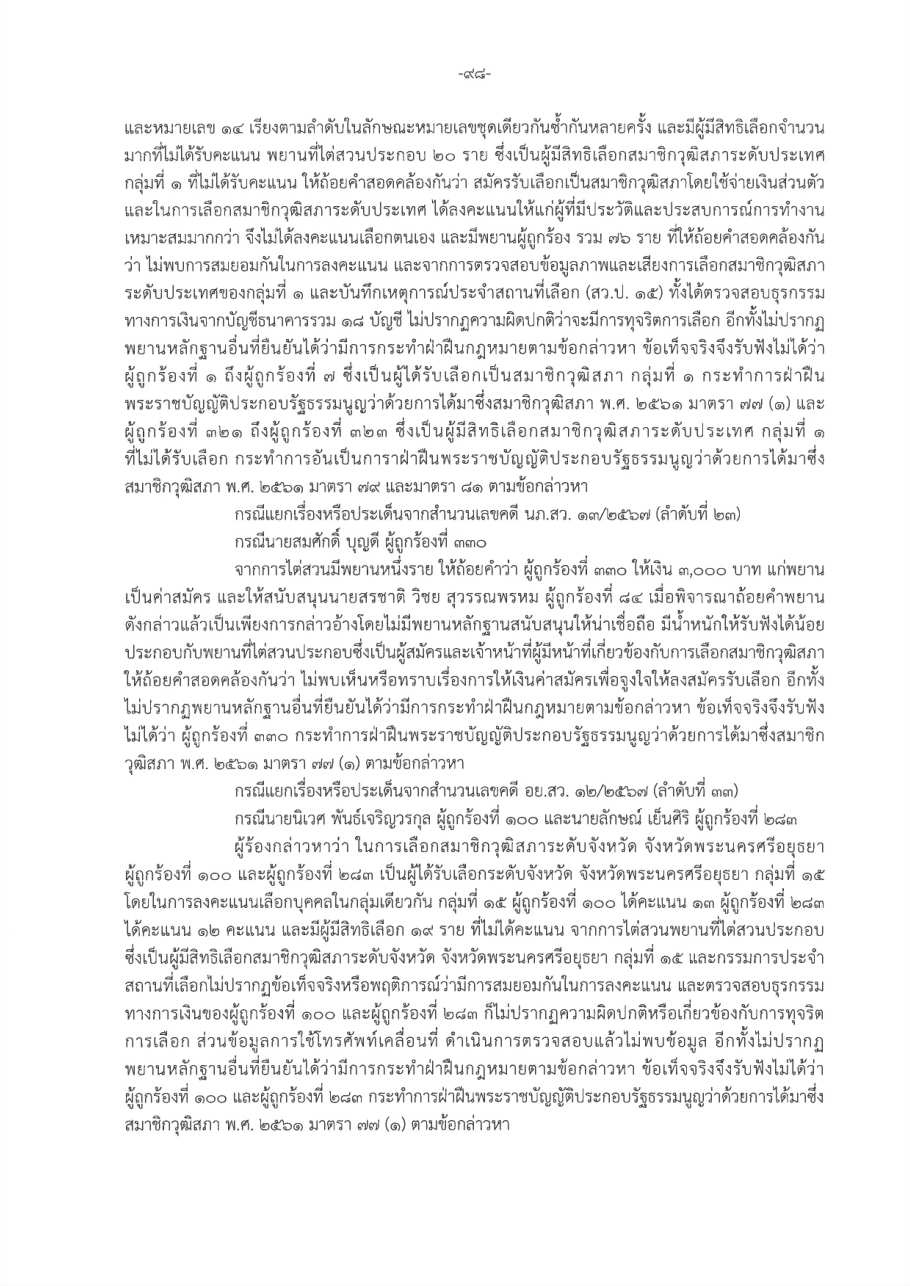 -๙๘-
และหมายเลข ๑๔ เรียงตามลำดับในลักษณะหมายเลขชุดเดียวกันซ้ำกันหลายครั้ง และมีผู้มีสิทธิเลือกจำนวน
มากที่ไม่ได้รับคะแนน พยานที่ไต่สวนประกอบ ๒๐ ราย ซึ่งเป็นผู้มีสิทธิเลือกสมาชิกวุฒิสภาระดับประเทศ
กลุ่มที่ ๑ ที่ไม่ได้รับคะแนน ให้ถ้อยคำสอดคล้องกันว่า สมัครรับเลือกเป็นสมาชิกวุฒิสภาโดยใช้จ่ายเงินส่วนตัว
และในการเลือกสมาชิกวุฒิสภาระดับประเทศ ได้ลงคะแนนให้แก่ผู้ที่มีประวัติและประสบการณ์การทำงาน
เหมาะสมมากกว่า จึงไม่ได้ลงคะแนนเลือกตนเอง และมีพยานผู้ถูกร้อง รวม ๗๖ ราย ที่ให้ถ้อยคำสอดคล้องกัน
ว่า ไม่พบการสมยอมกันในการลงคะแนน และจากการตรวจสอบข้อมูลภาพและเสียงการเลือกสมาชิกวุฒิสภา
ระดับประเทศของกลุ่มที่ ๑ และบันทึกเหตุการณ์ประจำสถานที่เลือก (สว.ป. ๑๕) ทั้งได้ตรวจสอบธุรกรรม
ทางการเงินจากบัญชีธนาคารรวม ๑๘ บัญชี ไม่ปรากฏความผิดปกติว่าจะมีการทุจริตการเลือก อีกทั้งไม่ปรากฏ
พยานหลักฐานอื่นที่ยืนยันได้ว่ามีการกระทำฝ่าฝืนกฎหมายตามข้อกล่าวหา ข้อเท็จจริงจึงรับฟังไม่ได้ว่า
ผู้ถูกร้องที่ ๑ ถึงผู้ถูกร้องที่ ๗ ซึ่งเป็นผู้ได้รับเลือกเป็นสมาชิกวุฒิสภา กลุ่มที่ ๑ กระทำการฝ่าฝืน
พระราชบัญญัติประกอบรัฐธรรมนูญว่าด้วยการได้มาซึ่งสมาชิกวุฒิสภา พ.ศ. ๒๕๖๑ มาตรา ๗๗ (๑) และ
ผู้ถูกร้องที่ ๓๒๑ ถึงผู้ถูกร้องที่ ๓๒๓ ซึ่งเป็นผู้มีสิทธิเลือกสมาชิกวุฒิสภาระดับประเทศ กลุ่มที่ ๑
ที่ไม่ได้รับเลือก กระทำการอันเป็นการาฝ่าฝืนพระราชบัญญัติประกอบรัฐธรรมนูญว่าด้วยการได้มาซึ่ง
สมาชิกวุฒิสภา พ.ศ. ๒๕๖๑ มาตรา ๗๙ และมาตรา ๘๑ ตามข้อกล่าวหา
กรณีแยกเรื่องหรือประเด็นจากสำนวนเลขคดี นภ.สว. ๑๓/๒๕๖๗ (ลำดับที่ ๒๓)
กรณีนายสมศักดิ์ บุญดี ผู้ถูกร้องที่ ๓๓๐
จากการไต่สวนมีพยานหนึ่งราย ให้ถ้อยคำว่า ผู้ถูกร้องที่ ๓๓๐ ให้เงิน ๓,๐๐๐ บาท แก่พยาน
เป็นค่าสมัคร และให้สนับสนุนนายสรชาติ วิชย สุวรรณพรหม ผู้ถูกร้องที่ ๘๔ เมื่อพิจารณาถ้อยคำพยาน
ดังกล่าวแล้วเป็นเพียงการกล่าวอ้างโดยไม่มีพยานหลักฐานสนับสนุนให้น่าเชื่อถือ มีน้ำหนักให้รับฟังได้น้อย
ประกอบกับพยานที่ไต่สวนประกอบซึ่งเป็นผู้สมัครและเจ้าหน้าที่ผู้มีหน้าที่เกี่ยวข้องกับการเลือกสมาชิกวุฒิสภา
ให้ถ้อยคำสอดคล้องกันว่า ไม่พบเห็นหรือทราบเรื่องการให้เงินค่าสมัครเพื่อจูงใจให้ลงสมัครรับเลือก อีกทั้ง
ไม่ปรากฏพยานหลักฐานอื่นที่ยืนยันได้ว่ามีการกระทำฝ่าฝืนกฎหมายตามข้อกล่าวหา ข้อเท็จจริงจึงรับฟัง
ไม่ได้ว่า ผู้ถูกร้องที่ ๓๓๐ กระทำการฝ่าฝืนพระราชบัญญัติประกอบรัฐธรรมนูญว่าด้วยการได้มาซึ่งสมาชิก
วุฒิสภา พ.ศ. ๒๕๖๑ มาตรา ๗๗ (๑) ตามข้อกล่าวหา
กรณีแยกเรื่องหรือประเด็นจากสำนวนเลขคดี อย.สว. ๑๒/๒๕๖๗ (ลำดับที่ ๓๓)
กรณีนายนิเวศ พันธ์เจริญวรกุล ผู้ถูกร้องที่ ๑๐๐ และนายลักษณ์ เย็นศิริ ผู้ถูกร้องที่ ๒๘๓
ผู้ร้องกล่าวหาว่า ในการเลือกสมาชิกวุฒิสภาระดับจังหวัด จังหวัดพระนครศรีอยุธยา
ผู้ถูกร้องที่ ๑๐๐ และผู้ถูกร้องที่ ๒๘๓ เป็นผู้ได้รับเลือกระดับจังหวัด จังหวัดพระนครศรีอยุธยา กลุ่มที่ ๑๕
โดยในการลงคะแนนเลือกบุคคลในกลุ่มเดียวกัน กลุ่มที่ ๑๕ ผู้ถูกร้องที่ ๑๐๐ ได้คะแนน ๑๓ ผู้ถูกร้องที่ ๒๘๓
ได้คะแนน ๑๒ คะแนน และมีผู้มีสิทธิเลือก ๑๙ ราย ที่ไม่ได้คะแนน จากการไต่สวนพยานที่ไต่สวนประกอบ
ซึ่งเป็นผู้มีสิทธิเลือกสมาชิกวุฒิสภาระดับจังหวัด จังหวัดพระนครศรีอยุธยา กลุ่มที่ ๑๕ และกรรมการประจำ
สถานที่เลือกไม่ปรากฏข้อเท็จจริงหรือพฤติการณ์ว่ามีการสมยอมกันในการลงคะแนน และตรวจสอบธุรกรรม
ทางการเงินของผู้ถูกร้องที่ ๑๐๐ และผู้ถูกร้องที่ ๒๘๓ ก็ไม่ปรากฏความผิดปกติหรือเกี่ยวข้องกับการทุจริต
การเลือก ส่วนข้อมูลการใช้โทรศัพท์เคลื่อนที่ ดำเนินการตรวจสอบแล้วไม่พบข้อมูล อีกทั้งไม่ปรากฏ
พยานหลักฐานอื่นที่ยืนยันได้ว่ามีการกระทำฝ่าฝืนกฎหมายตามข้อกล่าวหา ข้อเท็จจริงจึงรับฟังไม่ได้ว่า
ผู้ถูกร้องที่ ๑๐๐ และผู้ถูกร้องที่ ๒๘๓ กระทำการฝ่าฝืนพระราชบัญญัติประกอบรัฐธรรมนูญว่าด้วยการได้มาซึ่ง
สมาชิกวุฒิสภา พ.ศ. ๒๕๖๑ มาตรา ๗๗ (๑) ตามข้อกล่าวหา